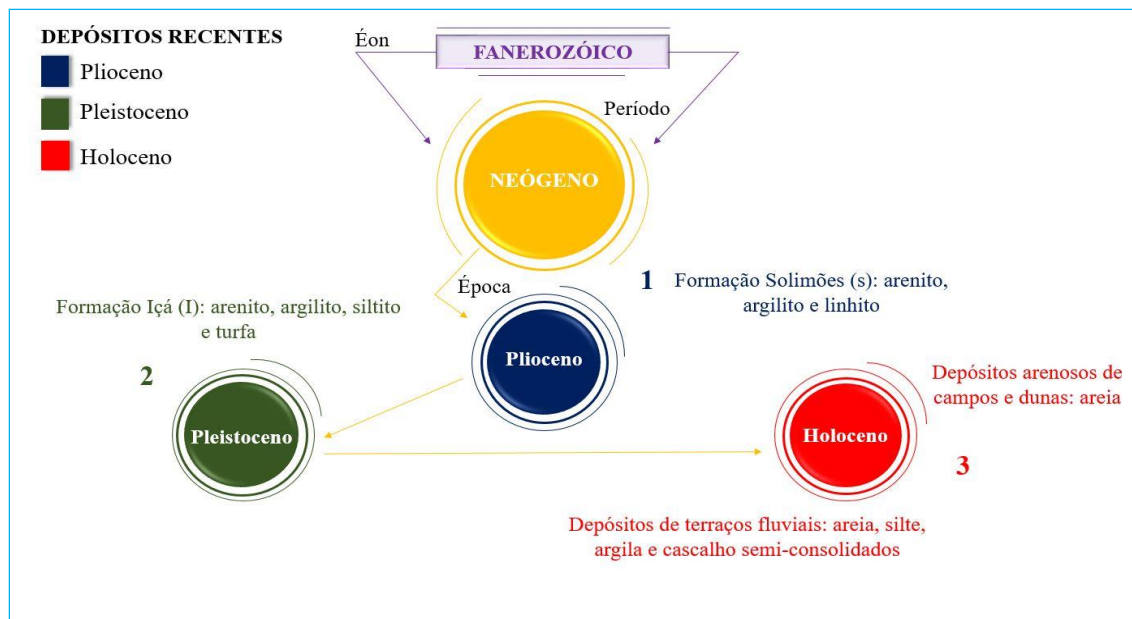 DEPÓSITOS RECENTES
Plioceno
Pleistoceno
Holoceno
Éon
FANEROZÓICO
Período
NEÓGENO
Época
1
Formação Solimões (s): arenito,
argilito e linhito
Formação Içá (I): arenito, argilito, siltito
e turfa
2
Plioceno
Pleistoceno
Holoceno
Depósitos arenosos de
campos e dunas: areia
3
Depósitos de terraços fluviais: areia, silte,
argila e cascalho semi-consolidados